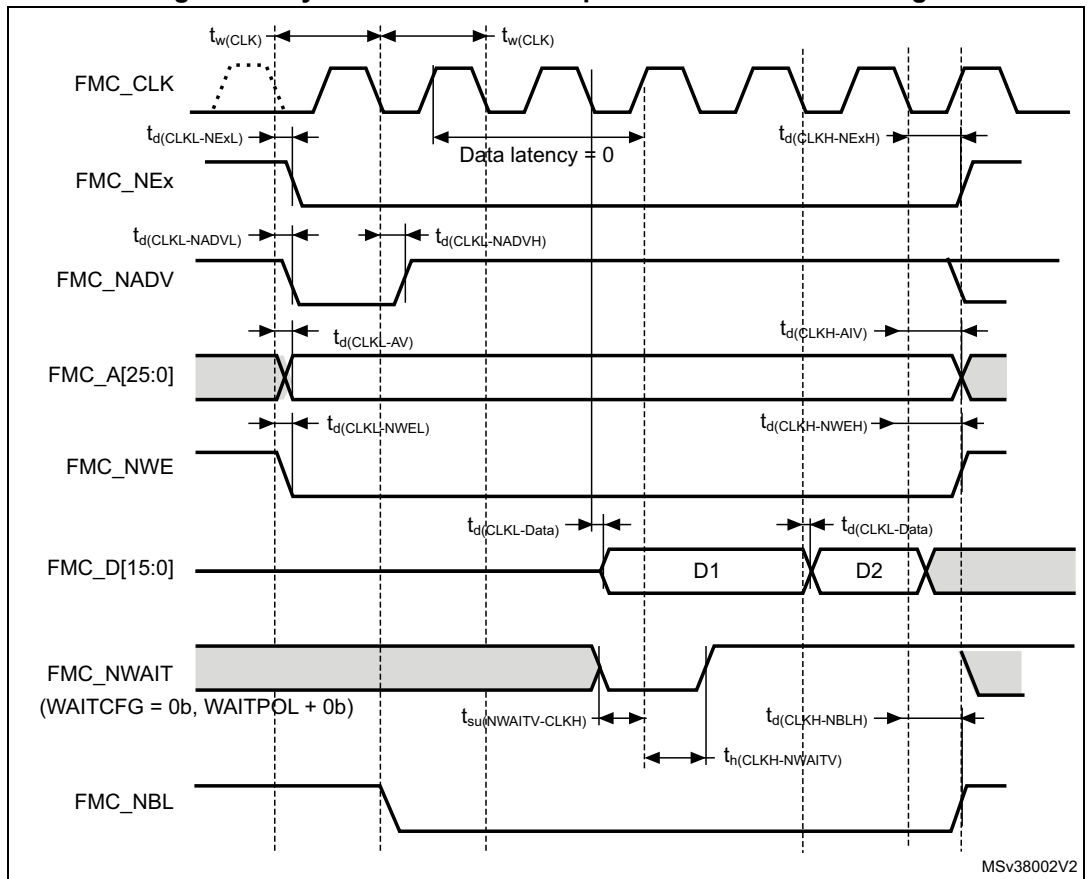 tw(CLK) tw(CLK)
FMC_CLK
td(CLKL-NExL) td(CLKH-NExH)
Data latency = 0
FMC_NEx
td(CLKL-NADVL) td(CLKL-NADVH)
FMC_NADV
td(CLKL-AV) td(CLKH-AIV)
FMC_A[25:0]
td(CLKL-NWEL) td(CLKH-NWEH)
FMC_NWE
td(CLKL-Data) td(CLKL-Data)
FMC_D[15:0] D1 D2
FMC_NWAIT
(WAITCFG = 0b, WAITPOL + 0b)
tsu(NWAITV-CLKH) td(CLKH-NBLH)
th(CLKH-NWAITV)
FMC_NBL
MSv38002V2